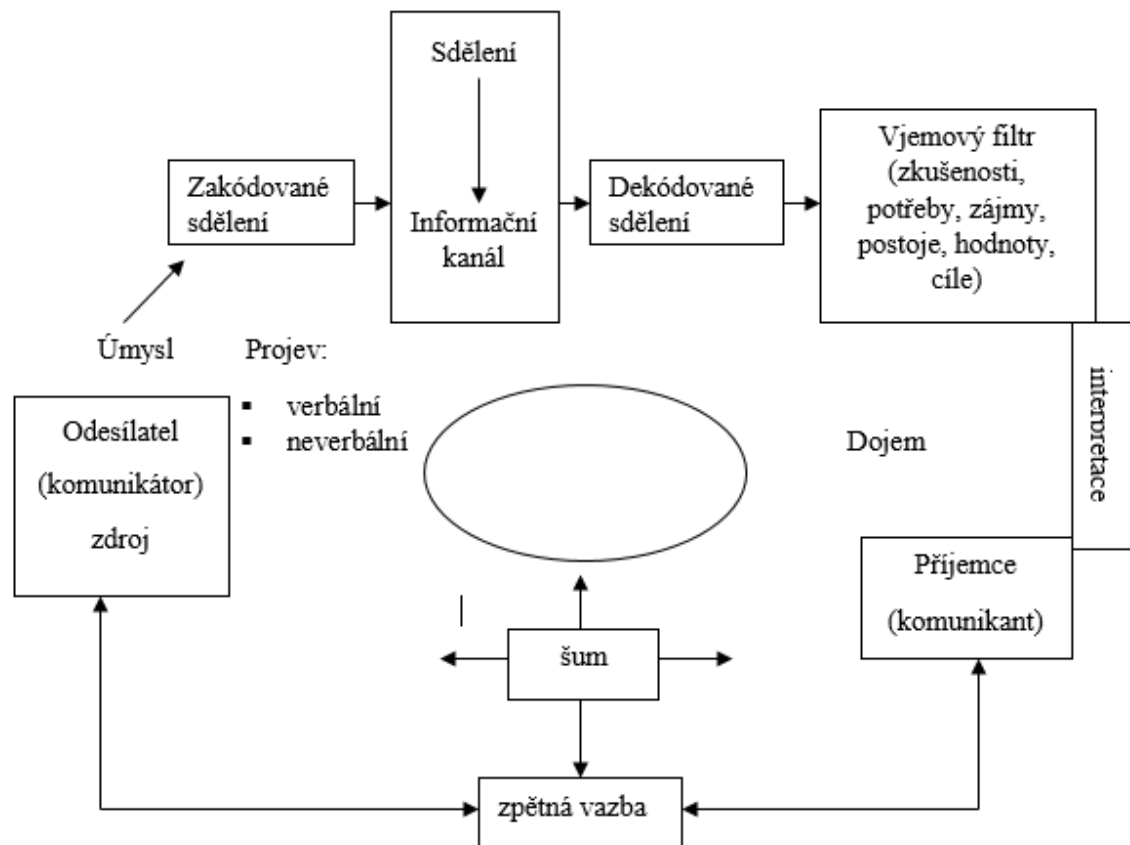 Sdělení
Informační
kanál
Zakódované
sdělení
Dekódované
sdělení
Vjemový filtr
(zkušenosti,
potřeby, zájmy,
postoje, hodnoty,
cíle)
Úmysl
Projev:
▪ verbální
▪ neverbální
Odesílatel
(komunikátor)
zdroj
Dojem
interpretace
Příjemce
(komunikant)
šum
zpětná vazba